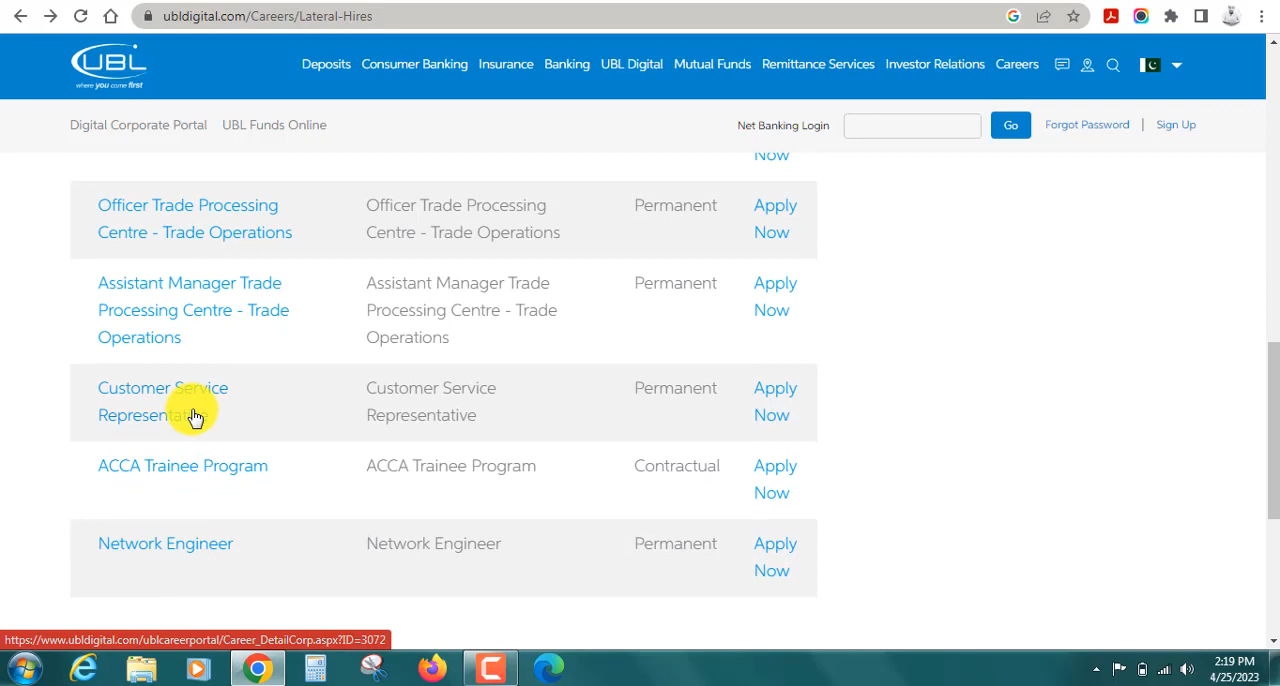 ubldigital.com/Careers/Lateral-Hires
UBL
where you come first
Deposits Consumer Banking Insurance Banking UBL Digital Mutual Funds Remittance Services Investor Relations Careers
Digital Corporate Portal UBL Funds Online Net Banking Login Go Forgot Password | Sign Up
Now
Officer Trade Processing Officer Trade Processing Permanent Apply
Centre - Trade Operations Centre - Trade Operations Now
Assistant Manager Trade Assistant Manager Trade Permanent Apply
Processing Centre - Trade Processing Centre - Trade Now
Operations Operations
Customer Service Customer Service Permanent Apply
Representative Representative Now
ACCA Trainee Program ACCA Trainee Program Contractual Apply
Now
Network Engineer Network Engineer Permanent Apply
Now
https://www.ubldigital.com/ublcareerportal/Career_DetailCorp.aspx?ID=3072
2:19 PM
4/25/2023